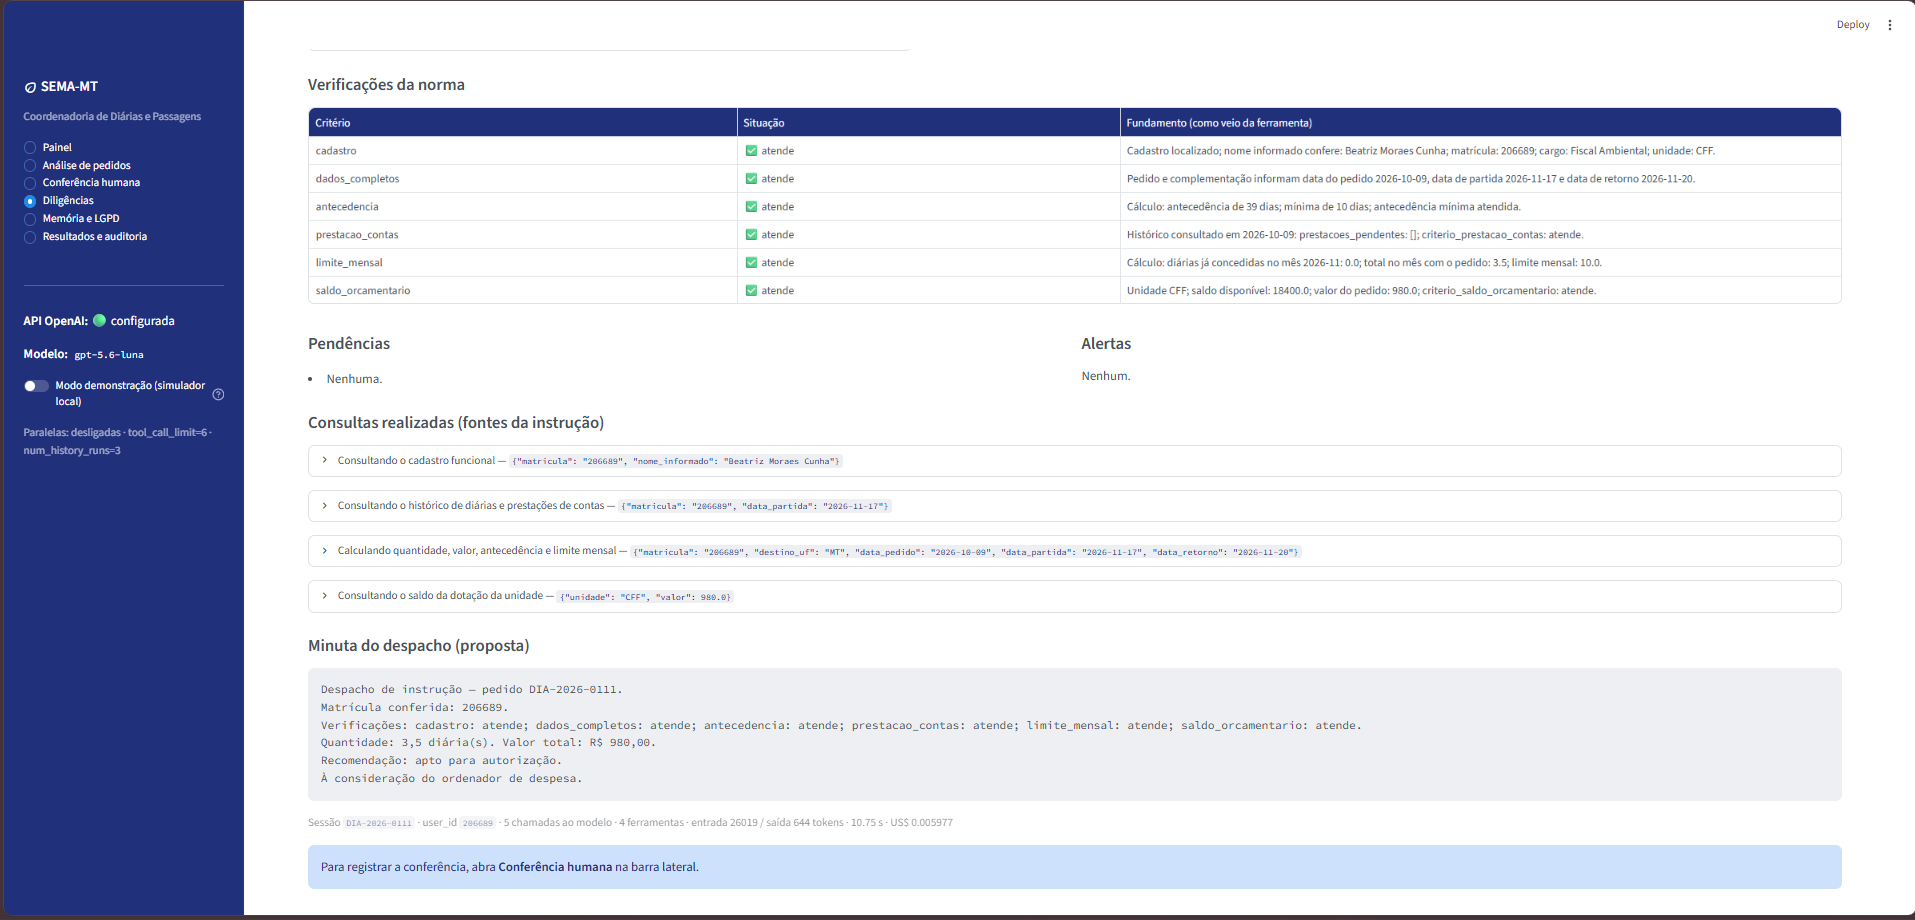 Deploy
SEMA-MT
Coordenadoria de Diárias e Passagens
Painel
Análise de pedidos
Conferência humana
Diligências
Memória e LGPD
Resultados e auditoria
API OpenAI: configurada
Modelo: gpt-5.6-luna
Modo demonstração (simulador
local)
Paralelas: desligadas · tool_call_limit=6 ·
num_history_runs=3
Verificações da norma
Critério Situação Fundamento (como veio da ferramenta)
cadastro ✅ atende Cadastro localizado; nome informado confere: Beatriz Moraes Cunha; matrícula: 206689; cargo: Fiscal Ambiental; unidade: CFF.
dados_completos ✅ atende Pedido e complementação informam data do pedido 2026-10-09, data de partida 2026-11-17 e data de retorno 2026-11-20.
antecedencia ✅ atende Cálculo: antecedência de 39 dias; mínima de 10 dias; antecedência mínima atendida.
prestacao_contas ✅ atende Histórico consultado em 2026-10-09: prestacoes_pendentes: []; criterio_prestacao_contas: atende.
limite_mensal ✅ atende Cálculo: diárias já concedidas no mês 2026-11: 0.0; total no mês com o pedido: 3.5; limite mensal: 10.0.
saldo_orcamentario ✅ atende Unidade CFF; saldo disponível: 18400.0; valor do pedido: 980.0; criterio_saldo_orcamentario: atende.
Pendências
• Nenhuma.
Alertas
Nenhum.
Consultas realizadas (fontes da instrução)
Consultando o cadastro funcional — {"matricula": "206689", "nome_informado": "Beatriz Moraes Cunha"}
Consultando o histórico de diárias e prestações de contas — {"matricula": "206689", "data_partida": "2026-11-17"}
Calculando quantidade, valor, antecedência e limite mensal — {"matricula": "206689", "destino_uf": "MT", "data_pedido": "2026-10-09", "data_partida": "2026-11-17", "data_retorno": "2026-11-20"}
Consultando o saldo da dotação da unidade — {"unidade": "CFF", "valor": 980.0}
Minuta do despacho (proposta)
Despacho de instrução — pedido DIA-2026-0111.
Matrícula conferida: 206689.
Verificações: cadastro: atende; dados_completos: atende; antecedencia: atende; prestacao_contas: atende; limite_mensal: atende; saldo_orcamentario: atende.
Quantidade: 3,5 diária(s). Valor total: R$ 980,00.
Recomendação: apto para autorização.
À consideração do ordenador de despesa.
Sessão DIA-2026-0111 · user_id 206689 · 5 chamadas ao modelo · 4 ferramentas · entrada 26019 / saída 644 tokens · 10.75 s · US$ 0.005977
Para registrar a conferência, abra Conferência humana na barra lateral.